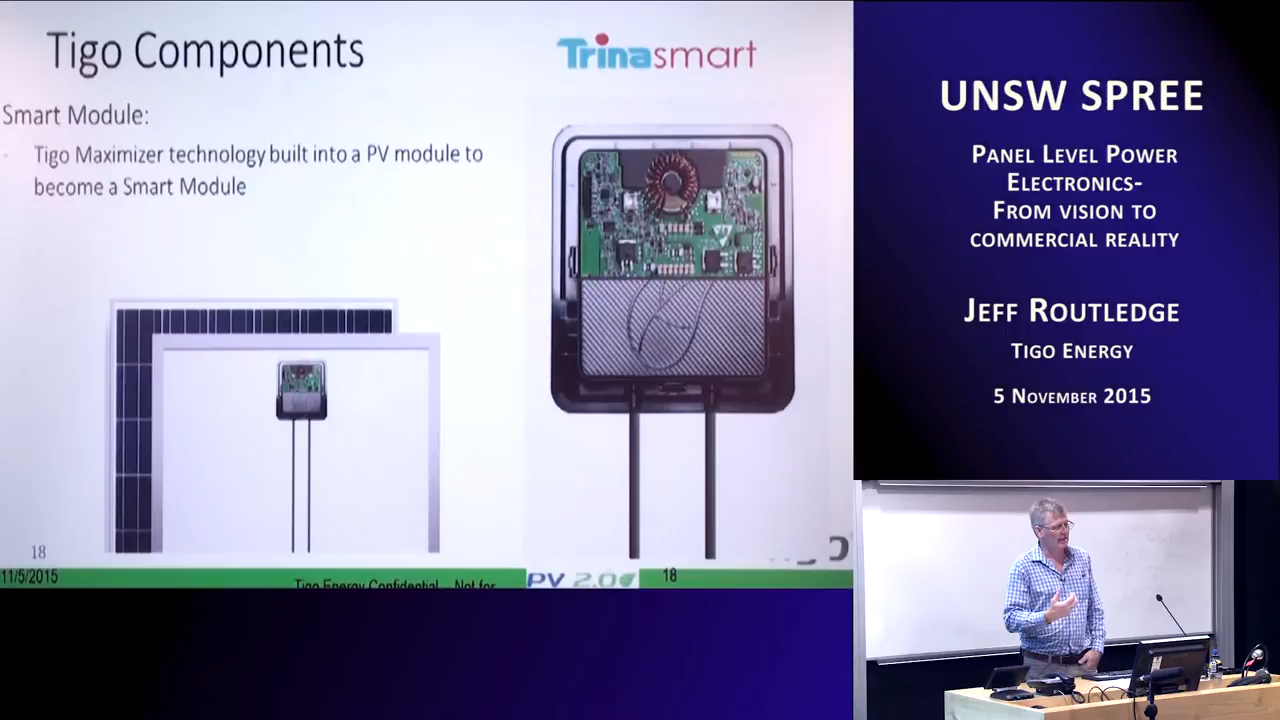 Tigo Components
Trinasmart
Smart Module:
- Tigo Maximizer technology built into a PV module to
become a Smart Module
18
11/5/2015
Tigo Energy Confidential Not for
PV 2.0
18
UNSW SPREE
PANEL LEVEL POWER
ELECTRONICS-
FROM VISION TO
COMMERCIAL REALITY
JEFF ROUTLEDGE
TIGO ENERGY
5 NOVEMBER 2015